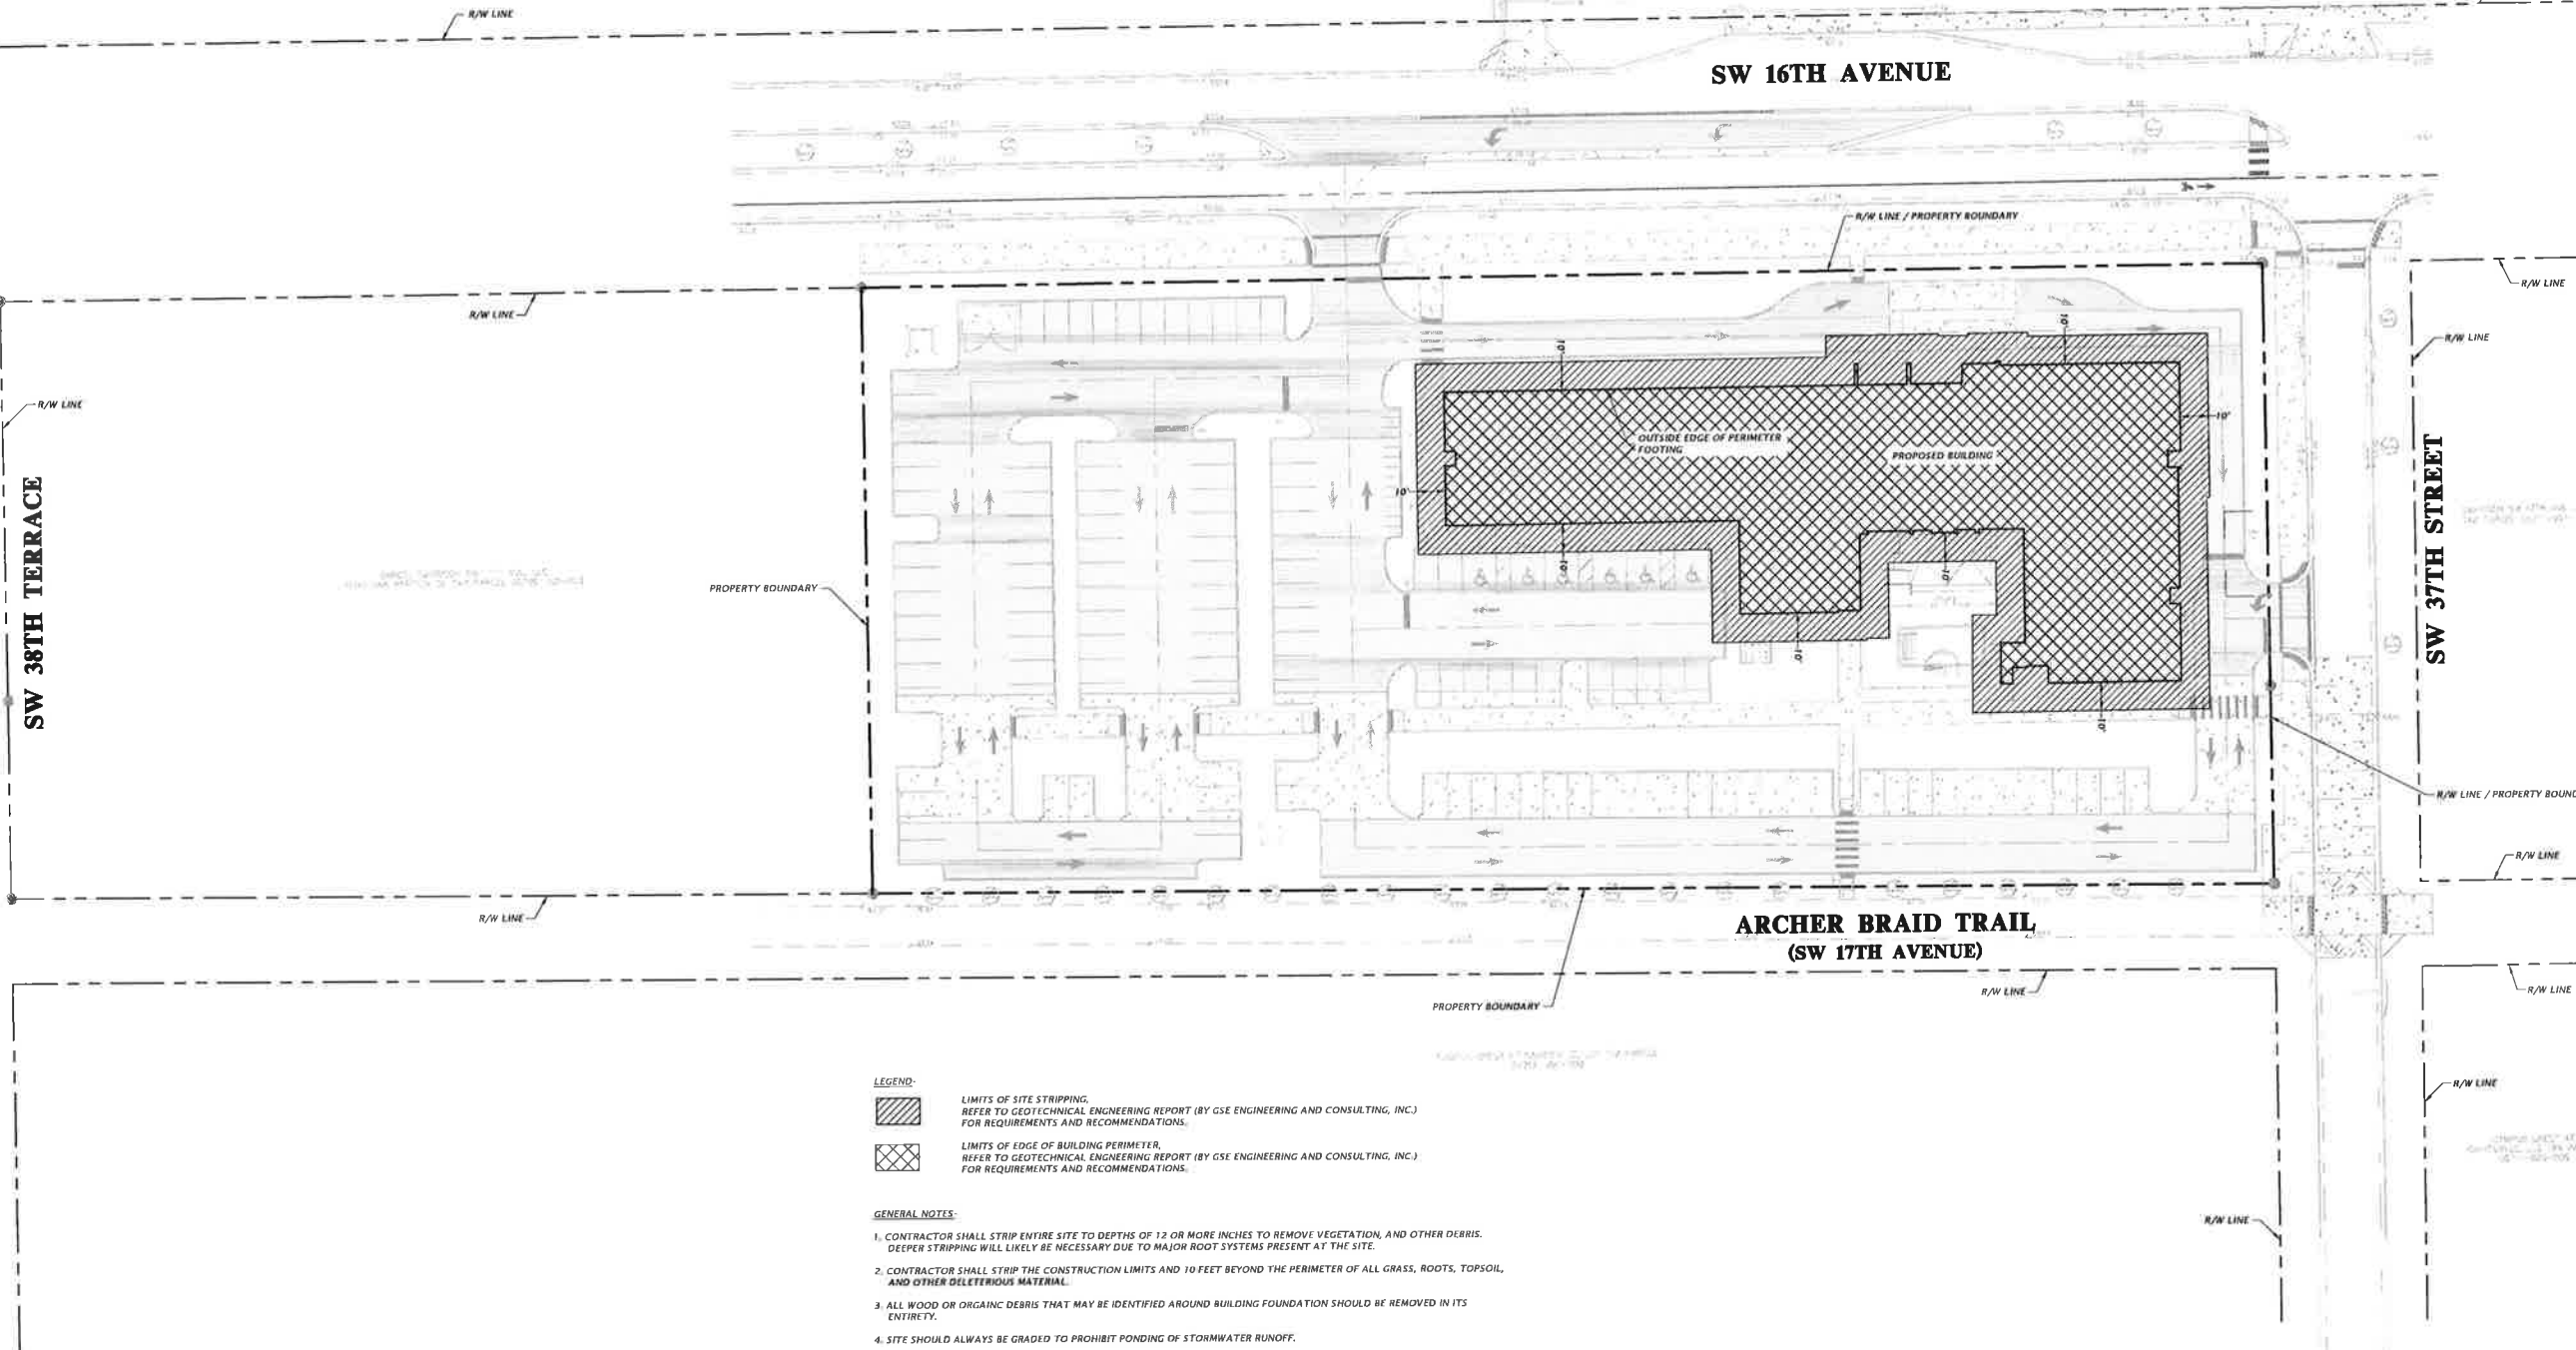 R/W LINE
SW 16TH AVENUE
R/W LINE / PROPERTY BOUNDARY
R/W LINE
R/W LINE
R/W LINE
R/W LINE
10'
10'
10'
OUTSIDE EDGE OF PERIMETER
FOOTING
PROPOSED BUILDING
10'
10'
10'
10'
10'
SW 38TH TERRACE
SW 37TH STREET
PROPERTY BOUNDARY
R/W LINE / PROPERTY BOUND
R/W LINE
R/W LINE
ARCHER BRAID TRAIL
(SW 17TH AVENUE)
R/W LINE
R/W LINE
PROPERTY BOUNDARY
LEGEND-
LIMITS OF SITE STRIPPING,
REFER TO GEOTECHNICAL ENGNEERING REPORT (BY GSE ENGINEERING AND CONSULTING, INC.)
FOR REQUIREMENTS AND RECOMMENDATIONS.
LIMITS OF EDGE OF BUILDING PERIMETER,
REFER TO GEOTECHNICAL ENGNEERING REPORT (BY GSE ENGINEERING AND CONSULTING, INC.)
FOR REQUIREMENTS AND RECOMMENDATIONS.
R/W LINE
R/W LINE
GENERAL NOTES-
1. CONTRACTOR SHALL STRIP ENTIRE SITE TO DEPTHS OF 12 OR MORE INCHES TO REMOVE VEGETATION, AND OTHER DEBRIS.
DEEPER STRIPPING WILL LIKELY BE NECESSARY DUE TO MAJOR ROOT SYSTEMS PRESENT AT THE SITE.
2. CONTRACTOR SHALL STRIP THE CONSTRUCTION LIMITS AND 10 FEET BEYOND THE PERIMETER OF ALL GRASS, ROOTS, TOPSOIL,
AND OTHER DELETERIOUS MATERIAL.
3. ALL WOOD OR ORGAINC DEBRIS THAT MAY BE IDENTIFIED AROUND BUILDING FOUNDATION SHOULD BE REMOVED IN ITS
ENTIRETY.
4. SITE SHOULD ALWAYS BE GRADED TO PROHIBIT PONDING OF STORMWATER RUNOFF.